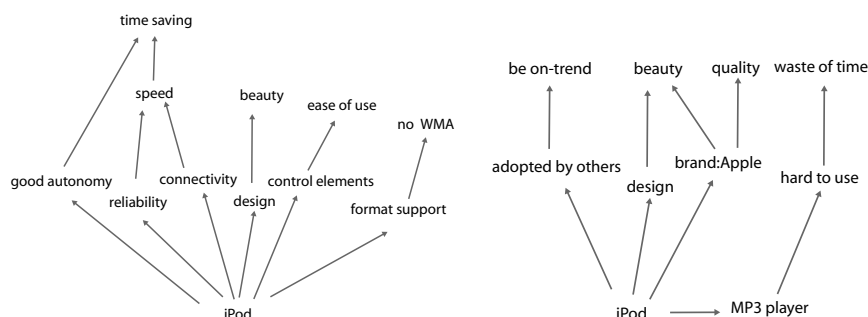 time saving
speed
beauty
ease of use
no WMA
good autonomy
reliability
connectivity
design
control elements
format support
iPod
be on-trend
beauty
quality
waste of time
adopted by others
design
brand:Apple
hard to use
iPod
MP3 player